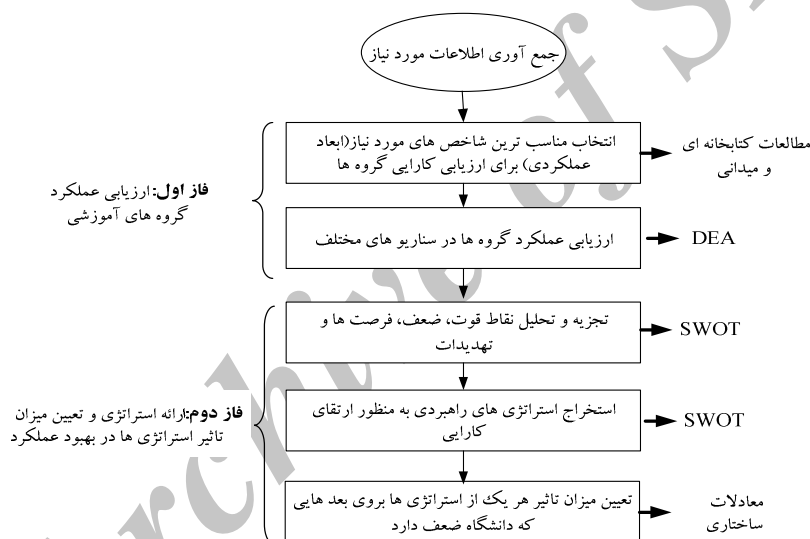 جمع آوری اطلاعات مورد نیاز
انتخاب مناسب ترین شاخص های مورد نیاز(ابعاد
عملکردی) برای ارزیابی کارایی گروه ها
مطالعات کتابخانه ای
و میدانی
فاز اول:ارزیابی عملکرد
گروه های آموزشی
ارزیابی عملکرد گروه ها در سناریو های مختلف
DEA
تجزیه و تحلیل نقاط قوت، ضعف، فرصت ها و
تهدیدات
SWOT
فاز دوم:ارائه استراتژی و تعیین میزان
تاثیر استراتژی ها در بهبود عملکرد
استخراج استراتژی های راهبردی به منظور ارتقای
کارایی
SWOT
تعیین میزان تاثیر هر یک از استراتژی ها بروی بعد هایی
که دانشگاه ضعف دارد
معادلات
ساختاری
Archive of S